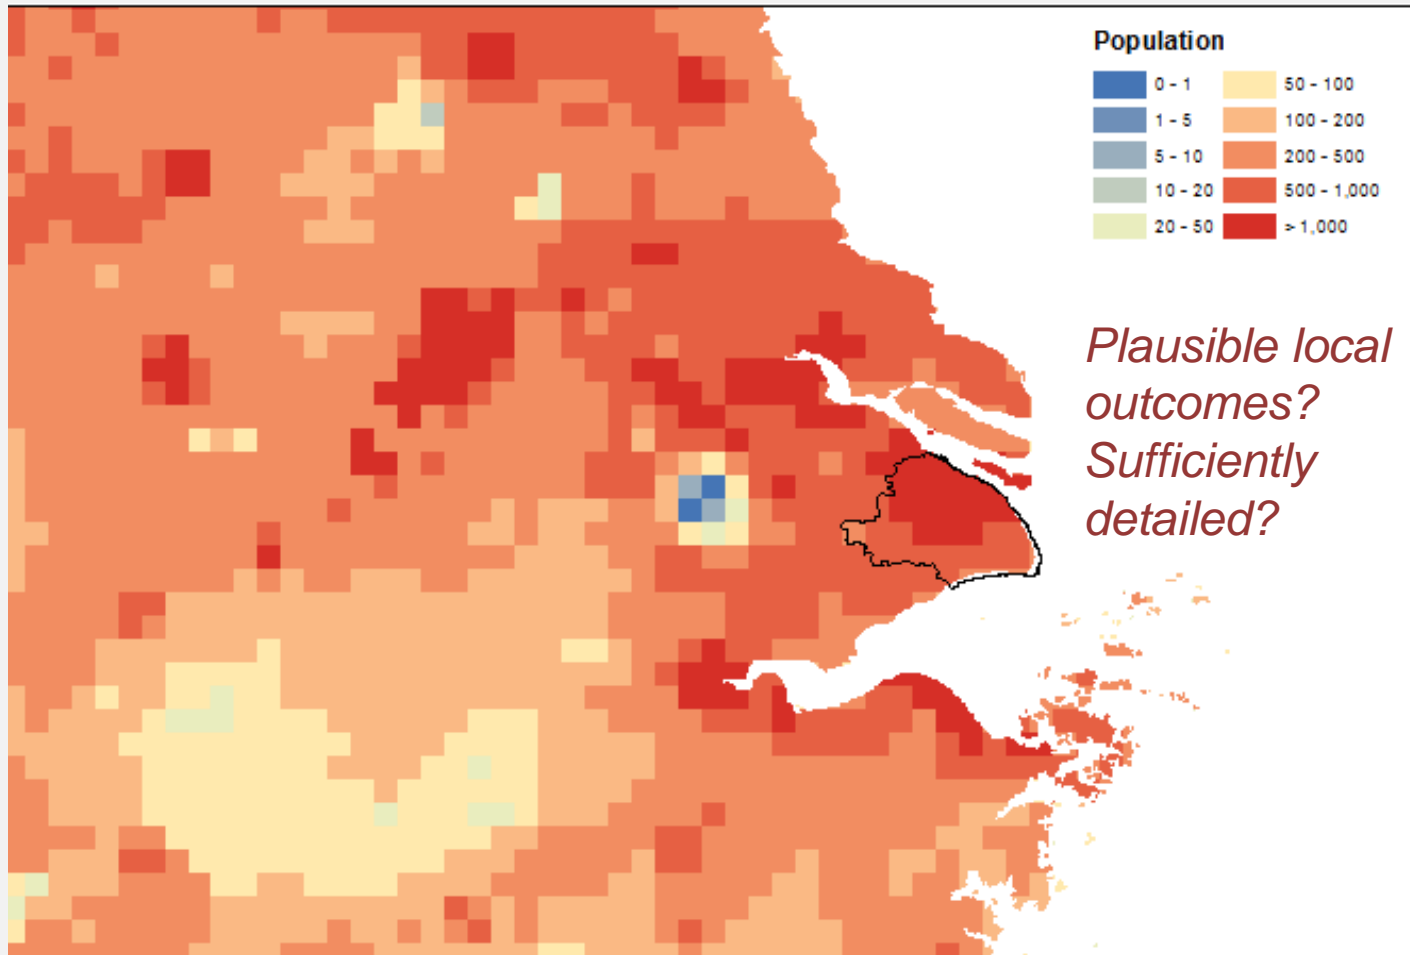 Population
0 - 1
50 - 100
1 - 5
100 - 200
5 - 10
200 - 500
10 - 20
500 - 1,000
20 - 50
> 1,000
Plausible local
outcomes?
Sufficiently
detailed?